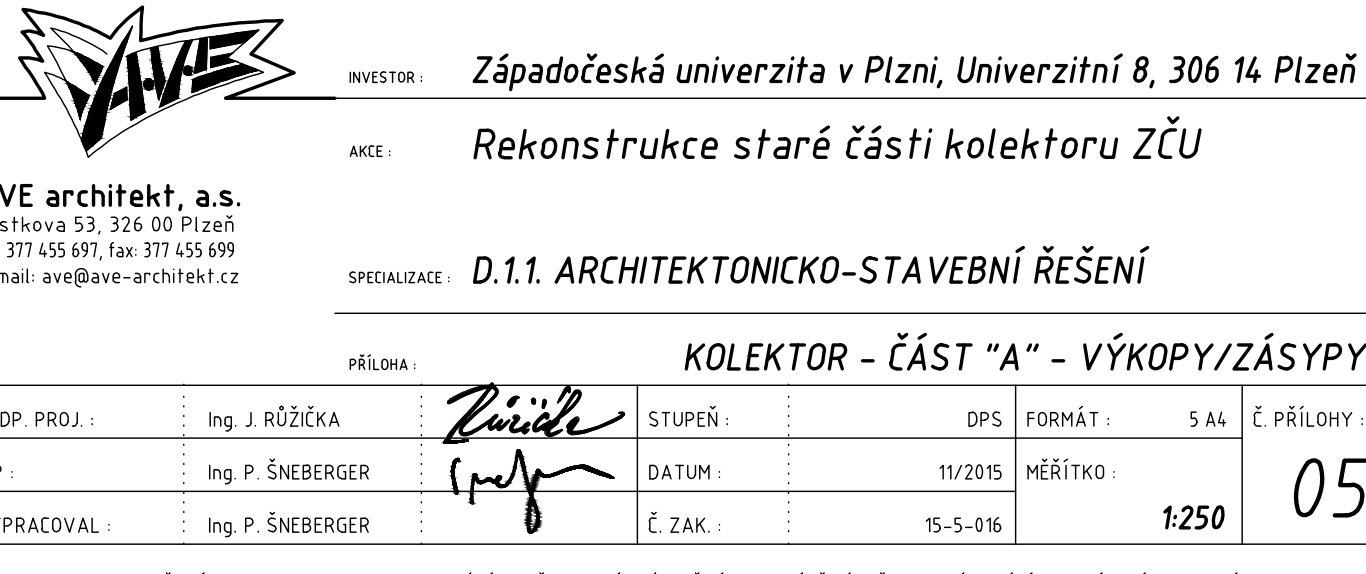 AVE
INVESTOR : Západočeská univerzita v Plzni, Univerzitní 8, 306 14 Plzeň
AKCE : Rekonstrukce staré části kolektoru ZČU
VE architekt, a.s.
stkova 53, 326 00 Plzeň
377 455 697, fax: 377 455 699
mail: ave@ave-architekt.cz
SPECIALIZACE : D.1.1. ARCHITEKTONICKO-STAVEBNÍ ŘEŠENÍ
PŘÍLOHA : KOLEKTOR - ČÁST "A" - VÝKOPY/ZÁSYPY
DP. PROJ. : Ing. J. RŮŽIČKA Růžička STUPEŇ : DPS FORMÁT : 5 A4 Č. PŘÍLOHY :
P : Ing. P. ŠNEBERGER DATUM : 11/2015 MĚŘÍTKO : 05
YPRACOVAL : Ing. P. ŠNEBERGER Č. ZAK. : 15-5-016 1:250